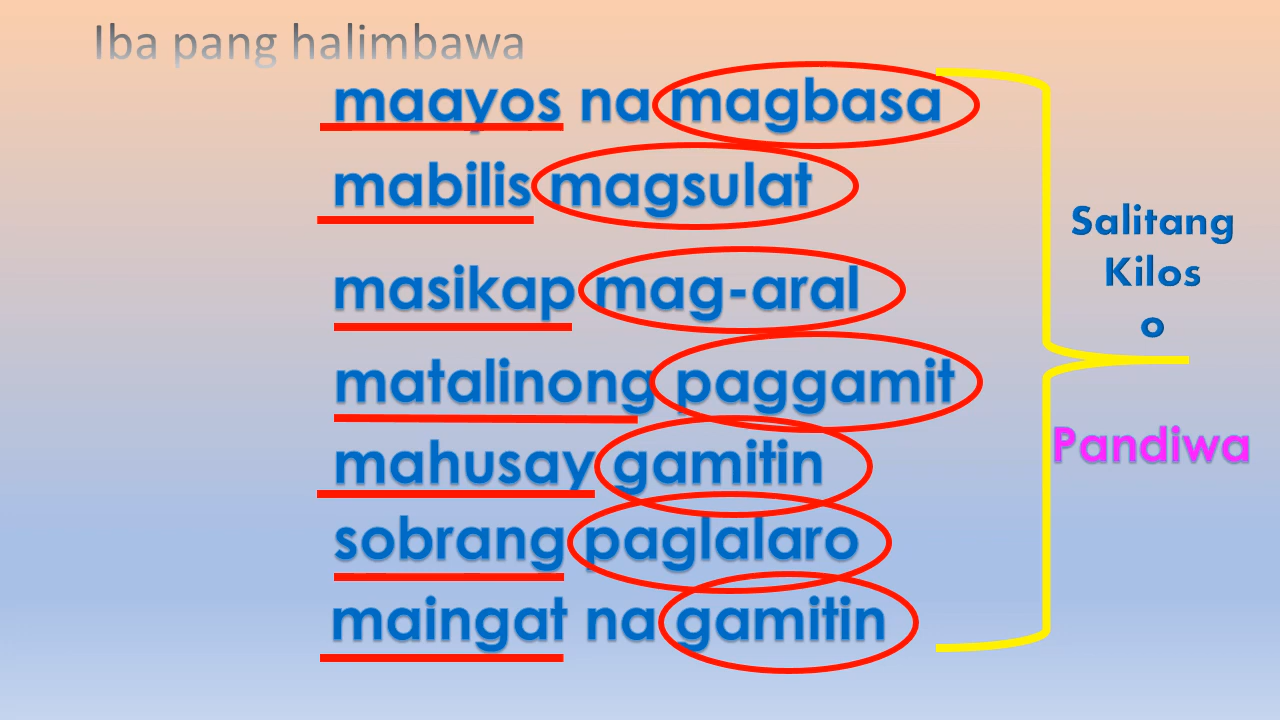 Iba pang halimbawa
maayos na magbasa
mabilis magsulat
masikap mag-aral
matalinong paggamit
mahusay gamitin
sobrang paglalaro
maingat na gamitin
Salitang
Kilos
o
Pandiwa